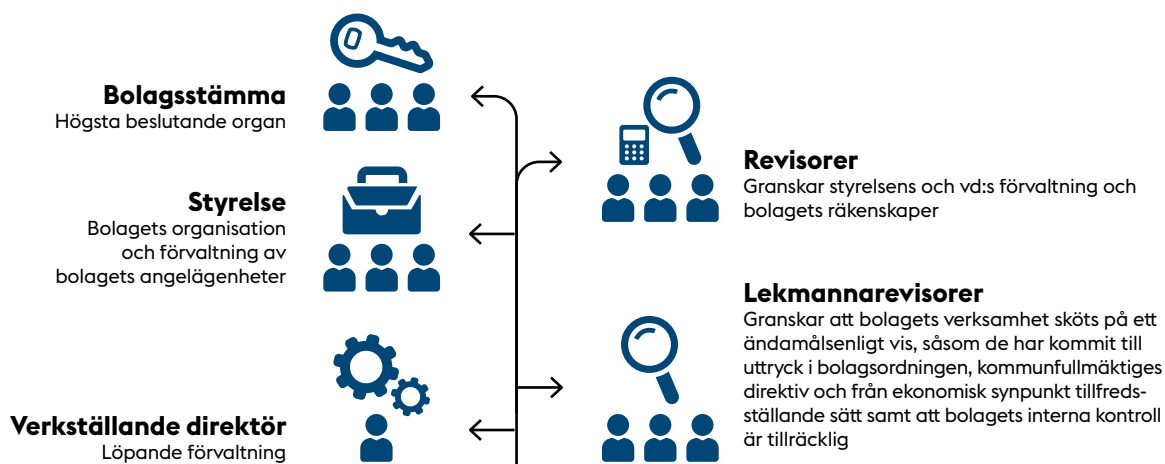 Bolagsstämma
Högsta beslutande organ
Styrelse
Bolagets organisation
och förvaltning av
bolagets angelägenheter
Verkställande direktör
Löpande förvaltning
Revisorer
Granskar styrelsens och vd:s förvaltning och
bolagets räkenskaper
Lekmannarevisorer
Granskar att bolagets verksamhet sköts på ett
ändamålsenligt vis, såsom de har kommit till
uttryck i bolagsordningen, kommunfullmäktiges
direktiv och från ekonomisk synpunkt tillfreds-
ställande sätt samt att bolagets interna kontroll
är tillräcklig